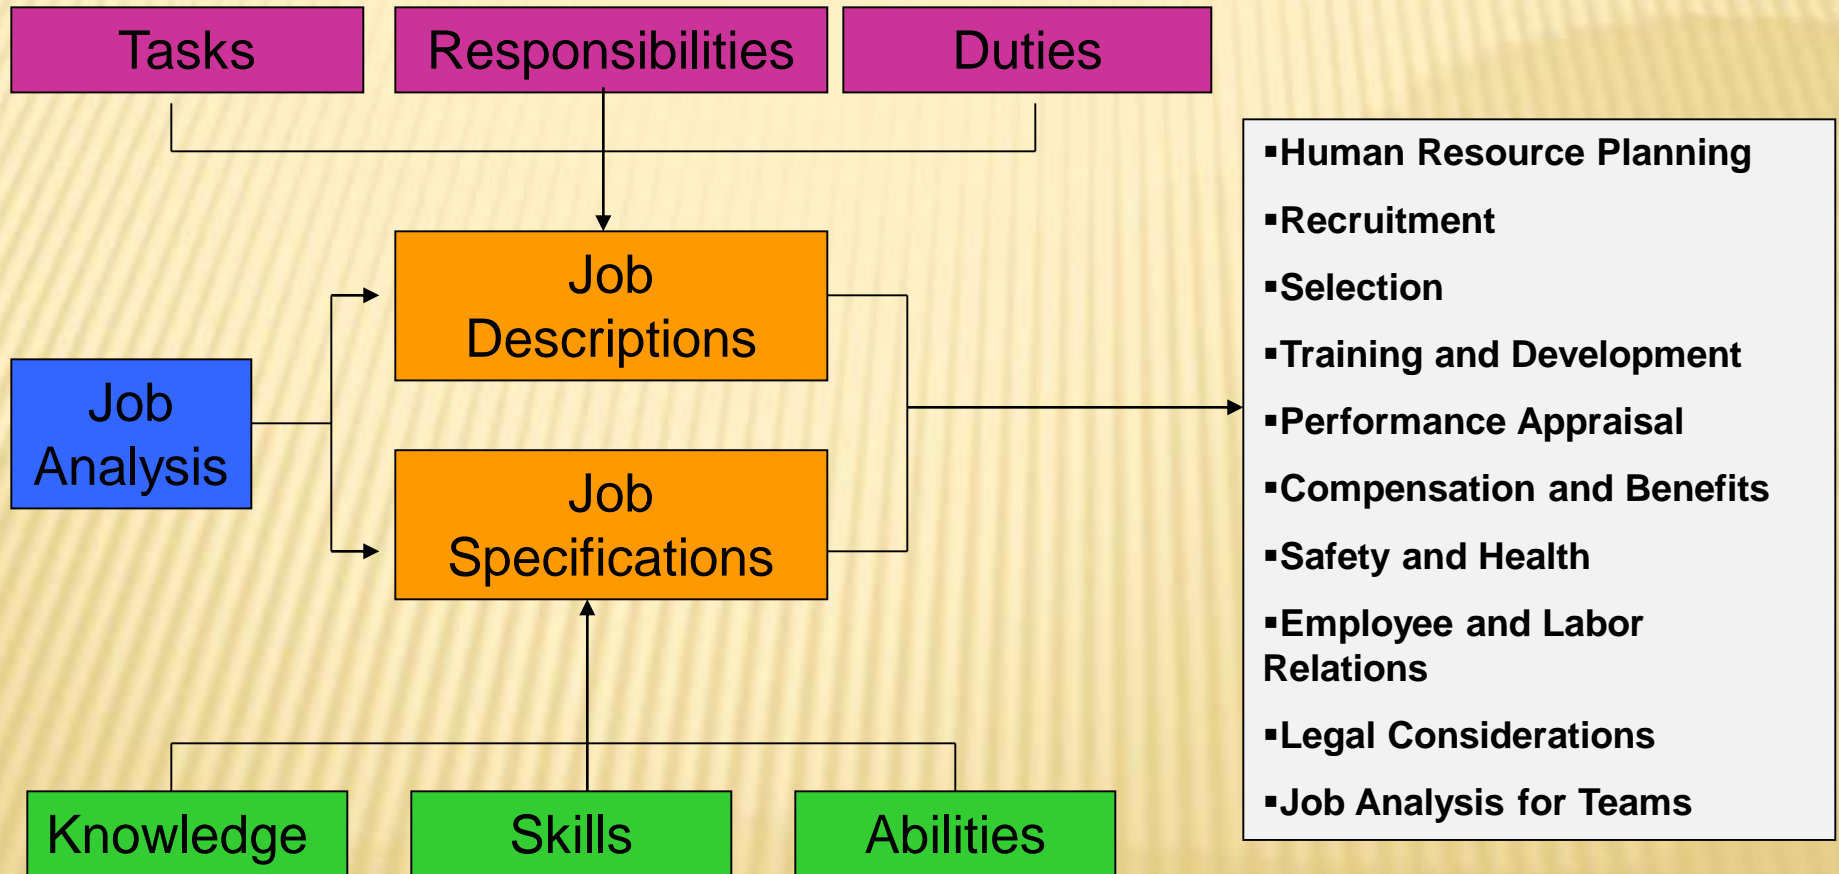 Tasks
Responsibilities
Duties
Job
Descriptions
Job
Analysis
Job
Specifications
Knowledge
Skills
Abilities
▪Human Resource Planning
▪Recruitment
▪Selection
▪Training and Development
▪Performance Appraisal
▪Compensation and Benefits
▪Safety and Health
▪Employee and Labor
Relations
▪Legal Considerations
▪Job Analysis for Teams